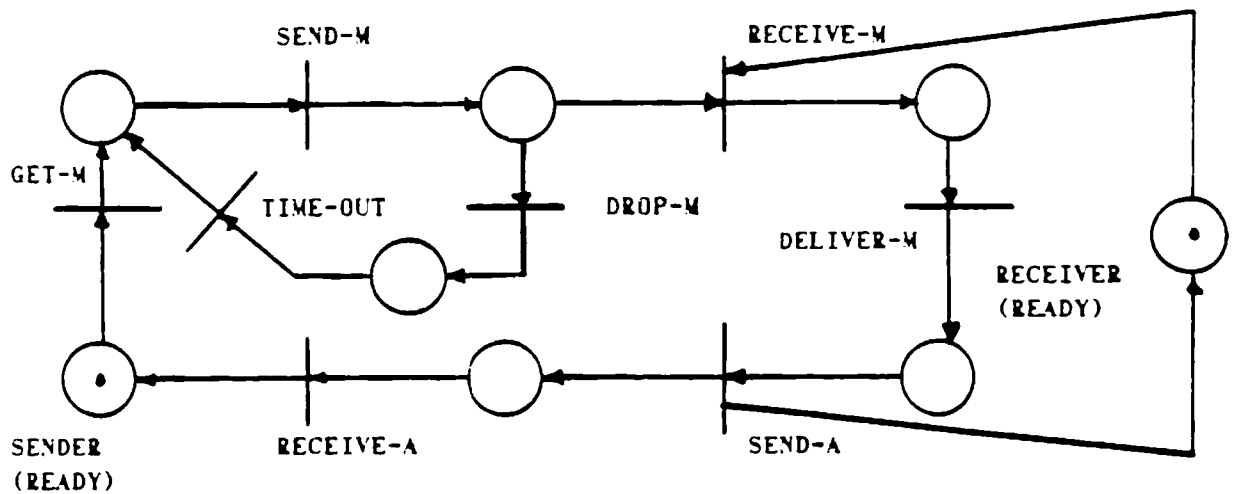 SEND-M
RECEIVE-M
GET-M
TIME-OUT
DROP-M
DELIVER-M
RECEIVER
(READY)
SENDER
(READY)
RECEIVE-A
SEND-A